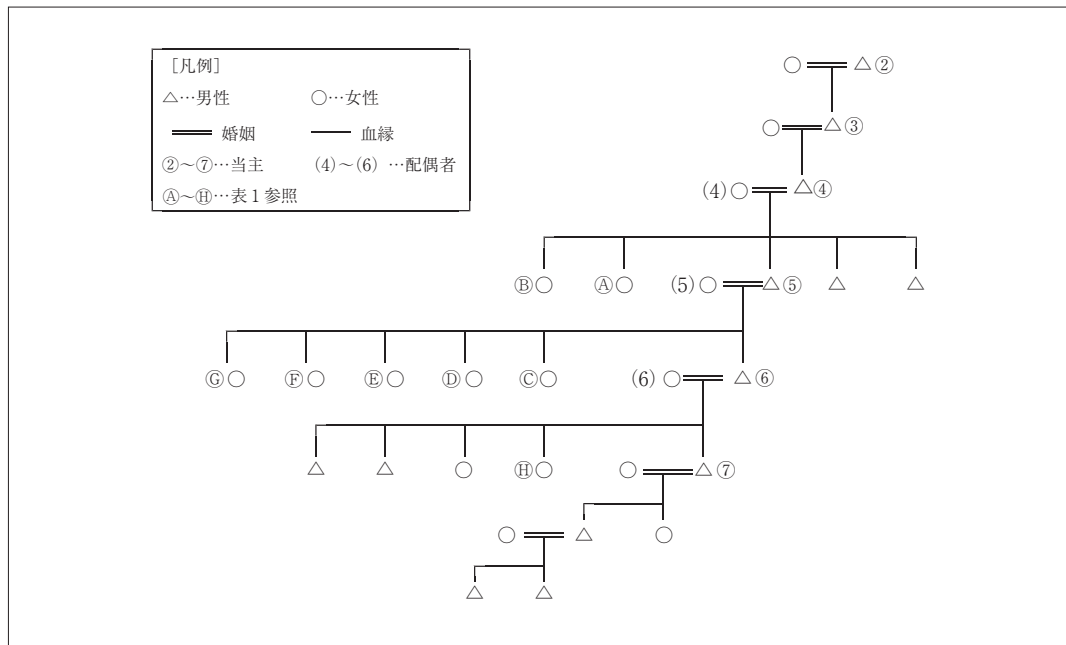 [凡例]
△…男性 ○…女性
婚姻 血縁
②～⑦…当主 (4)～(6) …配偶者
Ⓐ～Ⓗ…表1参照
○ △②
○ △③
(4)○ △④
Ⓑ○ Ⓐ○ (5)○ △⑤ △ △
Ⓖ○ Ⓕ○ Ⓔ○ Ⓓ○ Ⓒ○ (6)○ △⑥
△ △ ○ Ⓗ○ ○ △⑦
○ △ ○
△ △